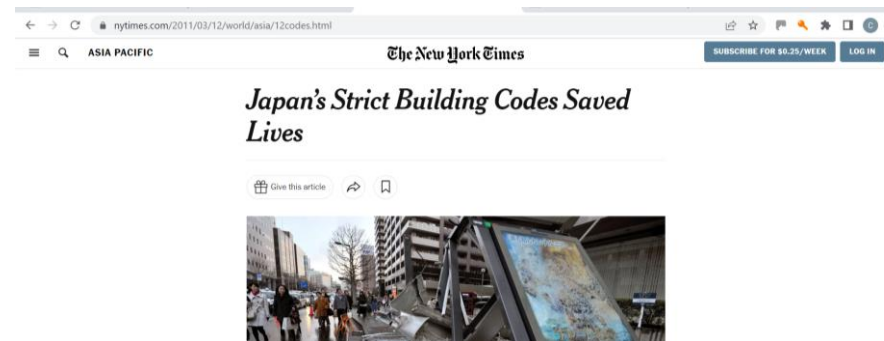 nytimes.com/2011/03/12/world/asia/12codes.html
ASIA PACIFIC
The New York Times
SUBSCRIBE FOR $0.25/WEEK
LOG IN
Japan's Strict Building Codes Saved
Lives
Give this article